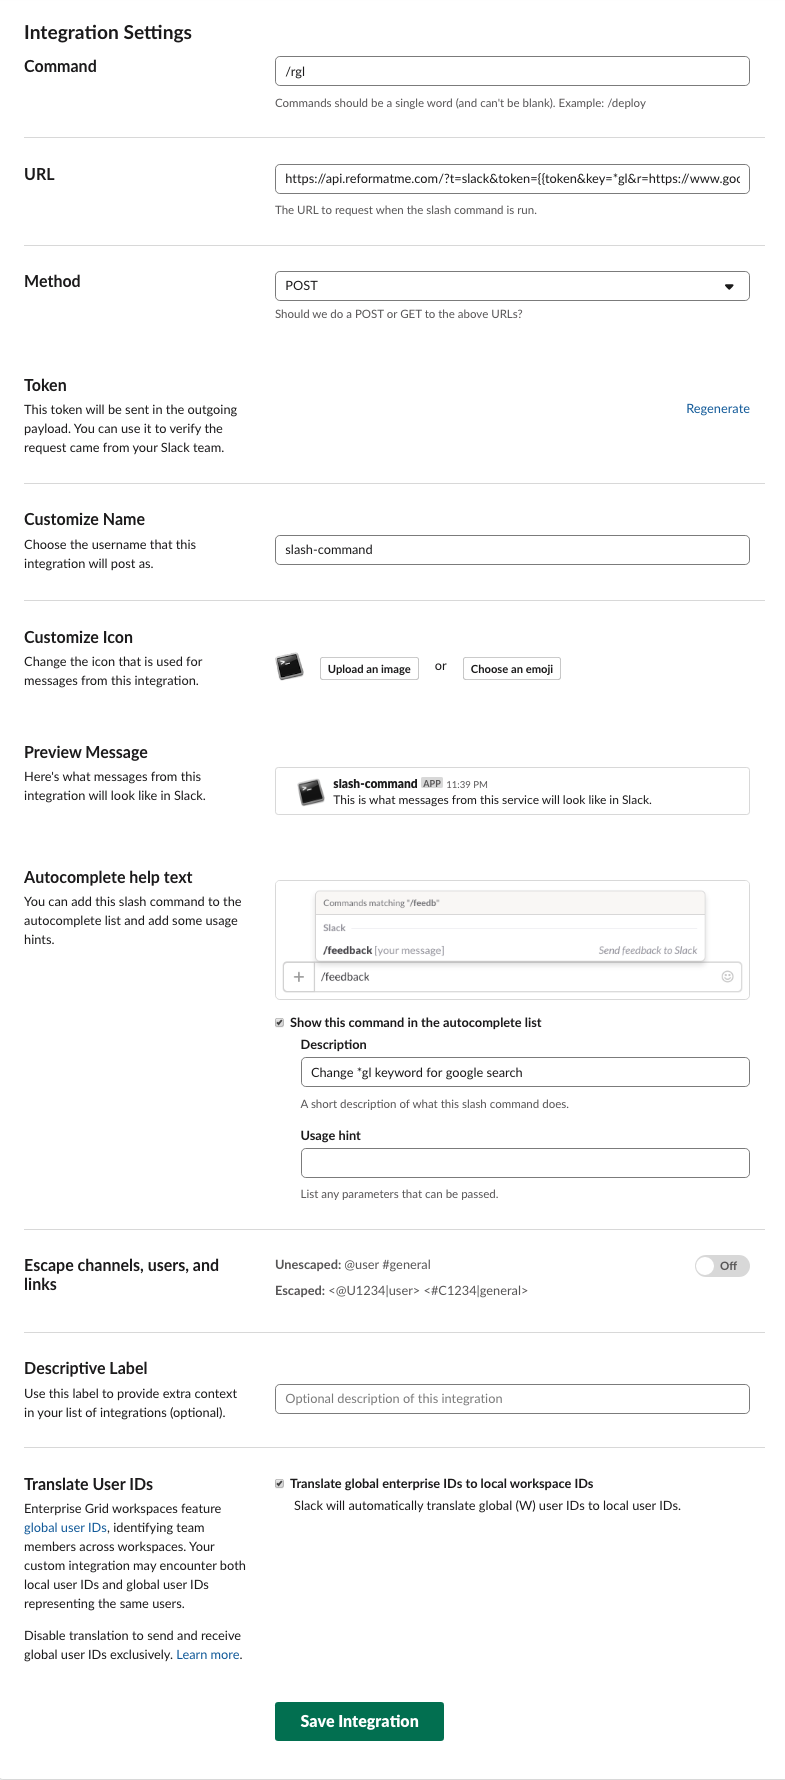 Integration Settings
Command
/rgl
Commands should be a single word (and can't be blank). Example: /deploy
URL
https://api.reformatme.com/?t=slack&token={{token&key=*gl&r=https://www.goo
The URL to request when the slash command is run.
Method
POST
Should we do a POST or GET to the above URLs?
Token
This token will be sent in the outgoing
payload. You can use it to verify the
request came from your Slack team.
Regenerate
Customize Name
Choose the username that this
integration will post as.
slash-command
Customize Icon
Change the icon that is used for
messages from this integration.
Upload an image or Choose an emoji
Preview Message
Here's what messages from this
integration will look like in Slack.
slash-command APP 11:39 PM
This is what messages from this service will look like in Slack.
Autocomplete help text
You can add this slash command to the
autocomplete list and add some usage
hints.
Commands matching "/feedb"
Slack
/feedback [your message] Send feedback to Slack
/feedback
Show this command in the autocomplete list
Description
Change *gl keyword for google search
A short description of what this slash command does.
Usage hint
List any parameters that can be passed.
Escape channels, users, and
links
Unescaped: @user #general
Escaped: <@U1234|user> <#C1234|general>
Off
Descriptive Label
Use this label to provide extra context
in your list of integrations (optional).
Optional description of this integration
Translate User IDs
Enterprise Grid workspaces feature
global user IDs, identifying team
members across workspaces. Your
custom integration may encounter both
local user IDs and global user IDs
representing the same users.
Disable translation to send and receive
global user IDs exclusively. Learn more.
Translate global enterprise IDs to local workspace IDs
Slack will automatically translate global (W) user IDs to local user IDs.
Save Integration